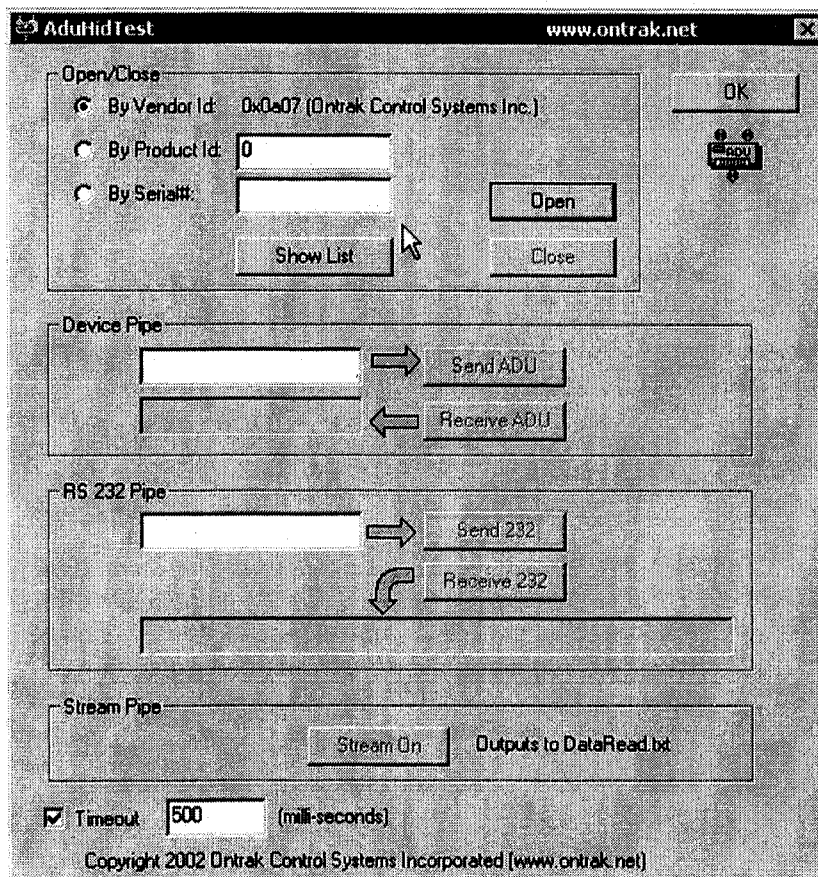 AduHidTest www.ontrak.net
Open/Close
By Vendor Id: 0x0a07 (Ontrak Control Systems Inc.)
OK
By Product Id: 0
ADU
By Serial#:
Open
Show List
Close
Device Pipe
Send ADU
Receive ADU
RS 232 Pipe
Send 232
Receive 232
Stream Pipe
Stream On Outputs to DataRead.txt
Timeout 500 (milli-seconds)
Copyright 2002 Ontrak Control Systems Incorporated (www.ontrak.net)